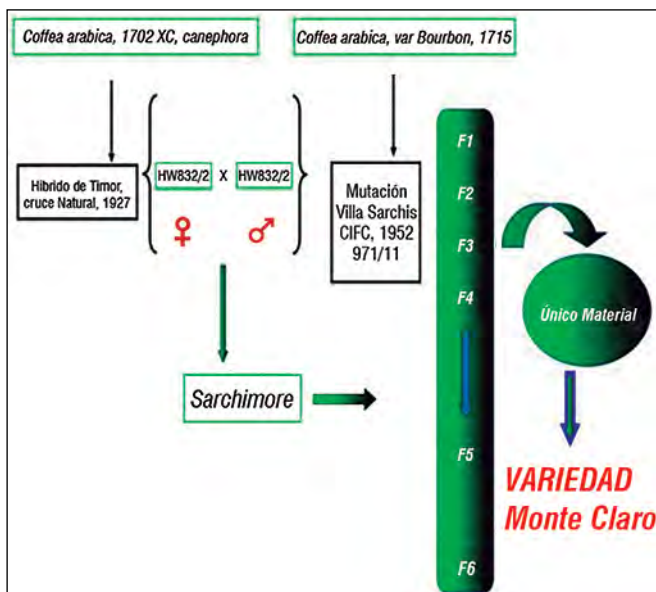 Coffea arabica, 1702 XC, canephora
Coffea arabica, var Bourbon, 1715
Híbrido de Timor,
cruce Natural, 1927
HW832/2 X HW832/2
♀ ♂
Mutación
Villa Sarchis
CIFC, 1952
971/11
Sarchimore
F1
F2
F3
F4
F5
F6
Único Material
VARIEDAD
Monte Claro